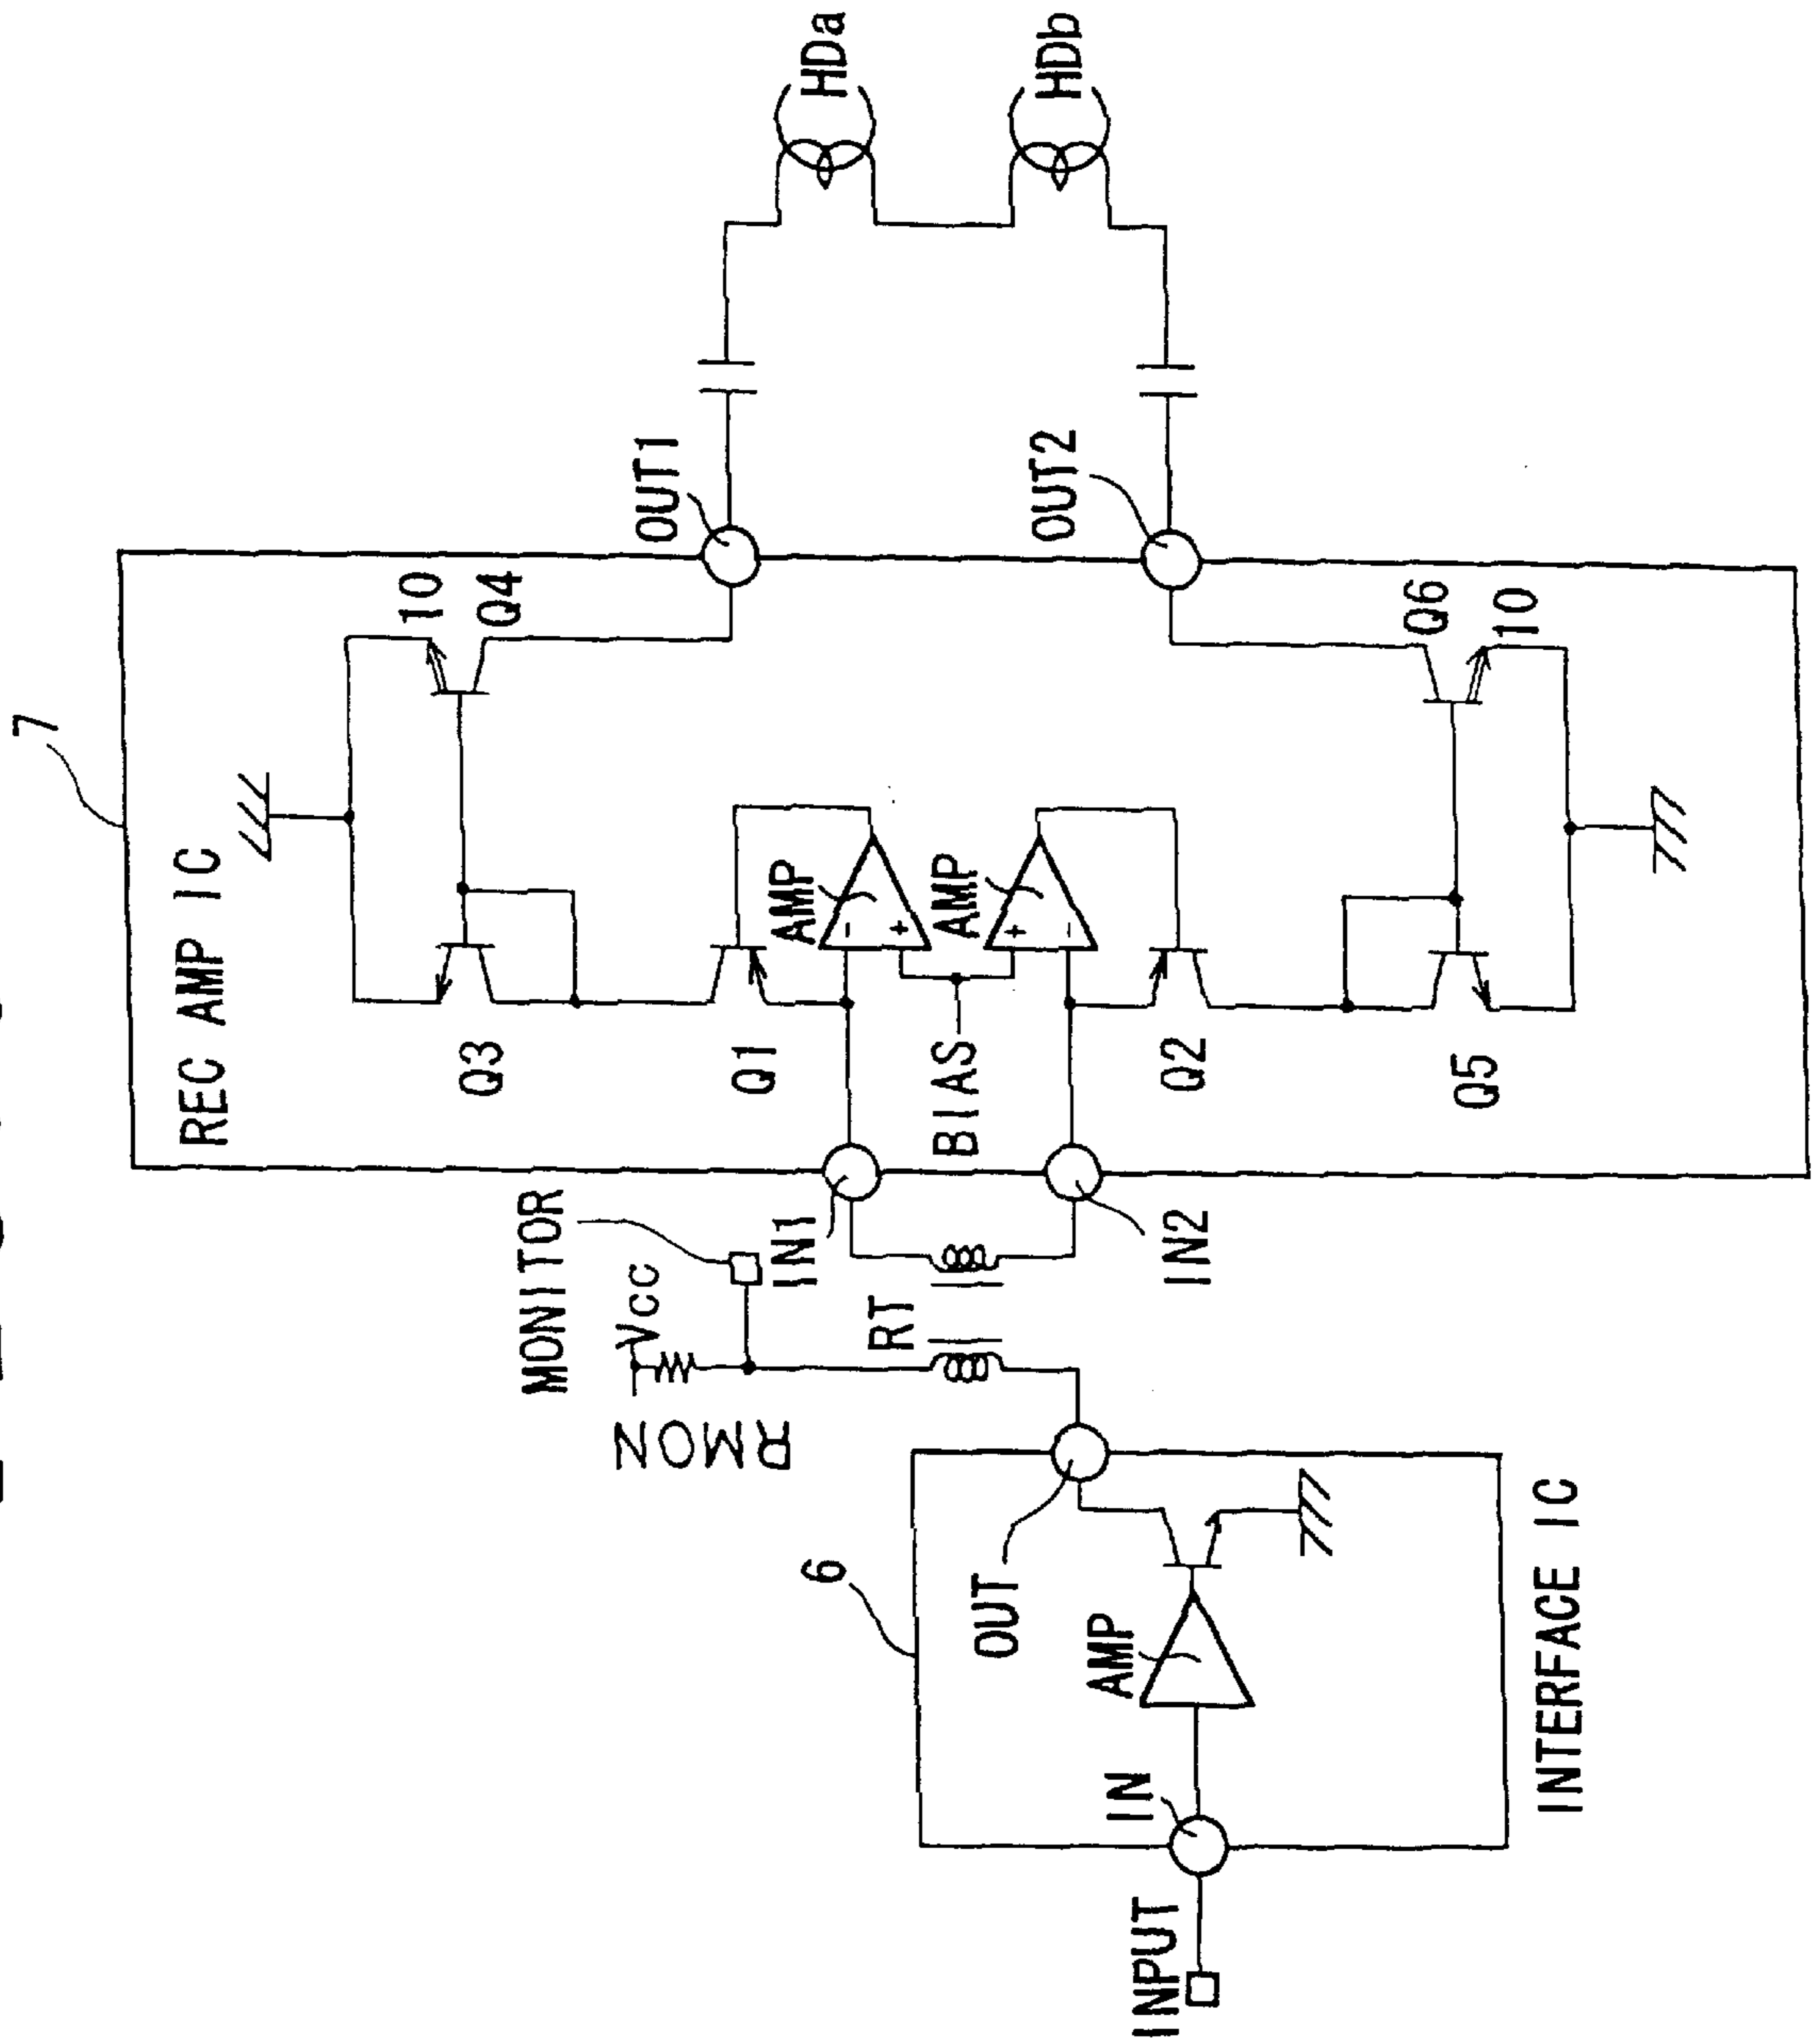 7
REC AMP IC
10
Q4
Q3
Q1
AMP
AMP
BIAS
Q2
Q5
Q6
10
OUT1
OUT2
HDa
HDb
MONITOR
Vcc
RMON
RT
IN1
IN2
6
OUT
AMP
IN
INPUT
INTERFACE IC
-
+
+
-